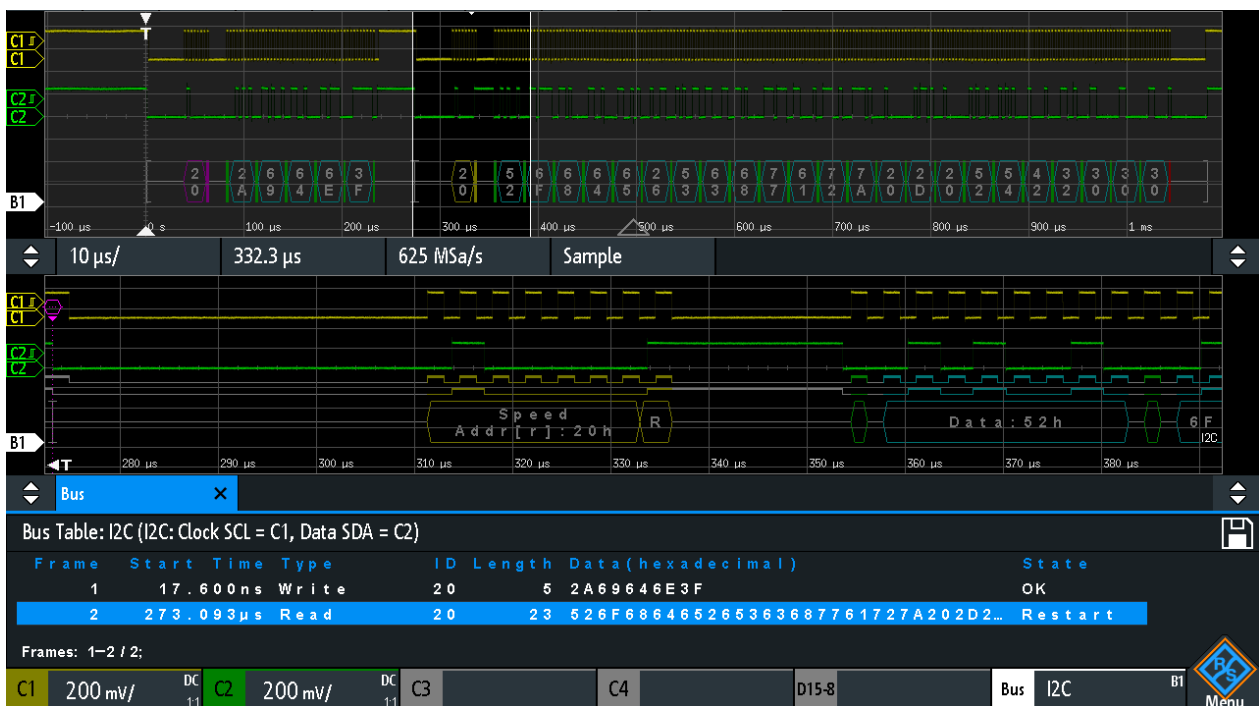 T
C1
C1
C2
C2
2 2 6 6 6 3 2 5 6 6 6 6 2 6 6 6 7 6 7 7 2 2 2 5 4 3 3 3
0 A 9 4 E F 0 2 F 8 4 5 6 3 3 8 7 1 2 A 0 D 0 2 4 2 0 0 0
B1
-100 µs 0 s 100 µs 200 µs 300 µs 400 µs 500 µs 600 µs 700 µs 800 µs 900 µs 1 ms
10 µs/ 332.3 µs 625 MSa/s Sample
C1
C1
C2
C2
Speed
Addr[r]:20h R Data:52h 6F
B1 I2C
T 280 µs 290 µs 300 µs 310 µs 320 µs 330 µs 340 µs 350 µs 360 µs 370 µs 380 µs
Bus ×
Bus Table: I2C (I2C: Clock SCL = C1, Data SDA = C2)
Frame Start Time Type ID Length Data(hexadecimal) State
1 17.600ns Write 20 5 2A69646E3F OK
2 273.093µs Read 20 23 526F6864652653636877761727A202D2… Restart
Frames: 1-2 / 2;
C1 200 mV/ DC 1:1 C2 200 mV/ DC 1:1 C3 C4 D15-8 Bus I2C B1 R&S
Menu